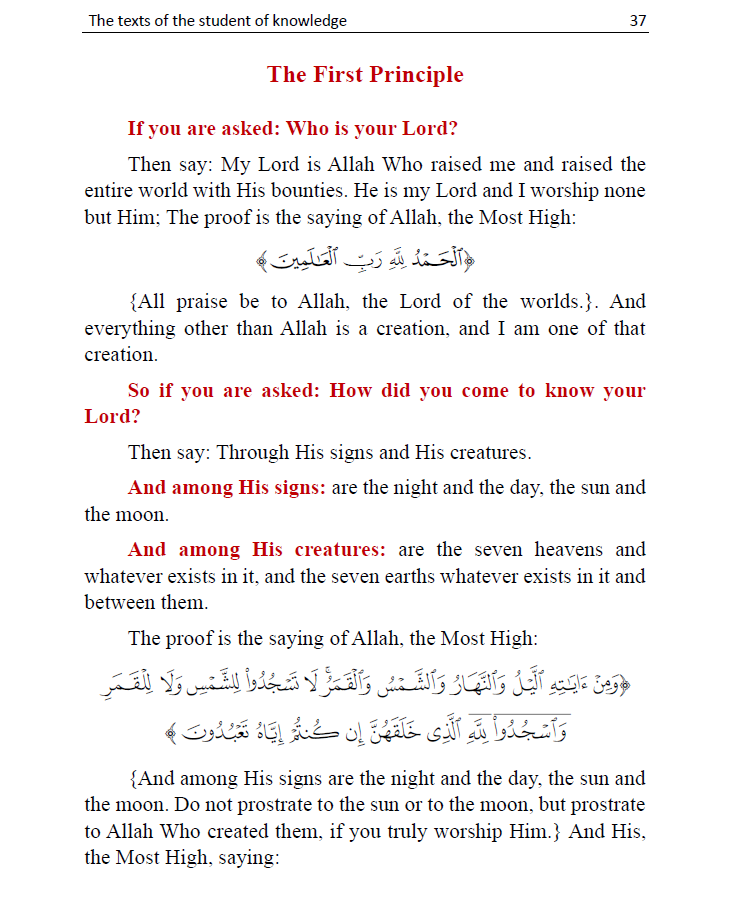 The texts of the student of knowledge 37
The First Principle
If you are asked: Who is your Lord?
Then say: My Lord is Allah Who raised me and raised the
entire world with His bounties. He is my Lord and I worship none
but Him; The proof is the saying of Allah, the Most High:
﴿ٱلۡحَمۡدُ لِلَّهِ رَبِّ ٱلۡعَٰلَمِينَ﴾
{All praise be to Allah, the Lord of the worlds.}. And
everything other than Allah is a creation, and I am one of that
creation.
So if you are asked: How did you come to know your
Lord?
Then say: Through His signs and His creatures.
And among His signs: are the night and the day, the sun and
the moon.
And among His creatures: are the seven heavens and
whatever exists in it, and the seven earths whatever exists in it and
between them.
The proof is the saying of Allah, the Most High:
﴿وَمِنۡ ءَايَٰتِهِ ٱلَّيۡلُ وَٱلنَّهَارُ وَٱلشَّمۡسُ وَٱلۡقَمَرُۚ لَا تَسۡجُدُواْ لِلشَّمۡسِ وَلَا لِلۡقَمَرِ
وَٱسۡجُدُواْۤ لِلَّهِ ٱلَّذِي خَلَقَهُنَّ إِن كُنتُمۡ إِيَّاهُ تَعۡبُدُونَ﴾
{And among His signs are the night and the day, the sun and
the moon. Do not prostrate to the sun or to the moon, but prostrate
to Allah Who created them, if you truly worship Him.} And His,
the Most High, saying: